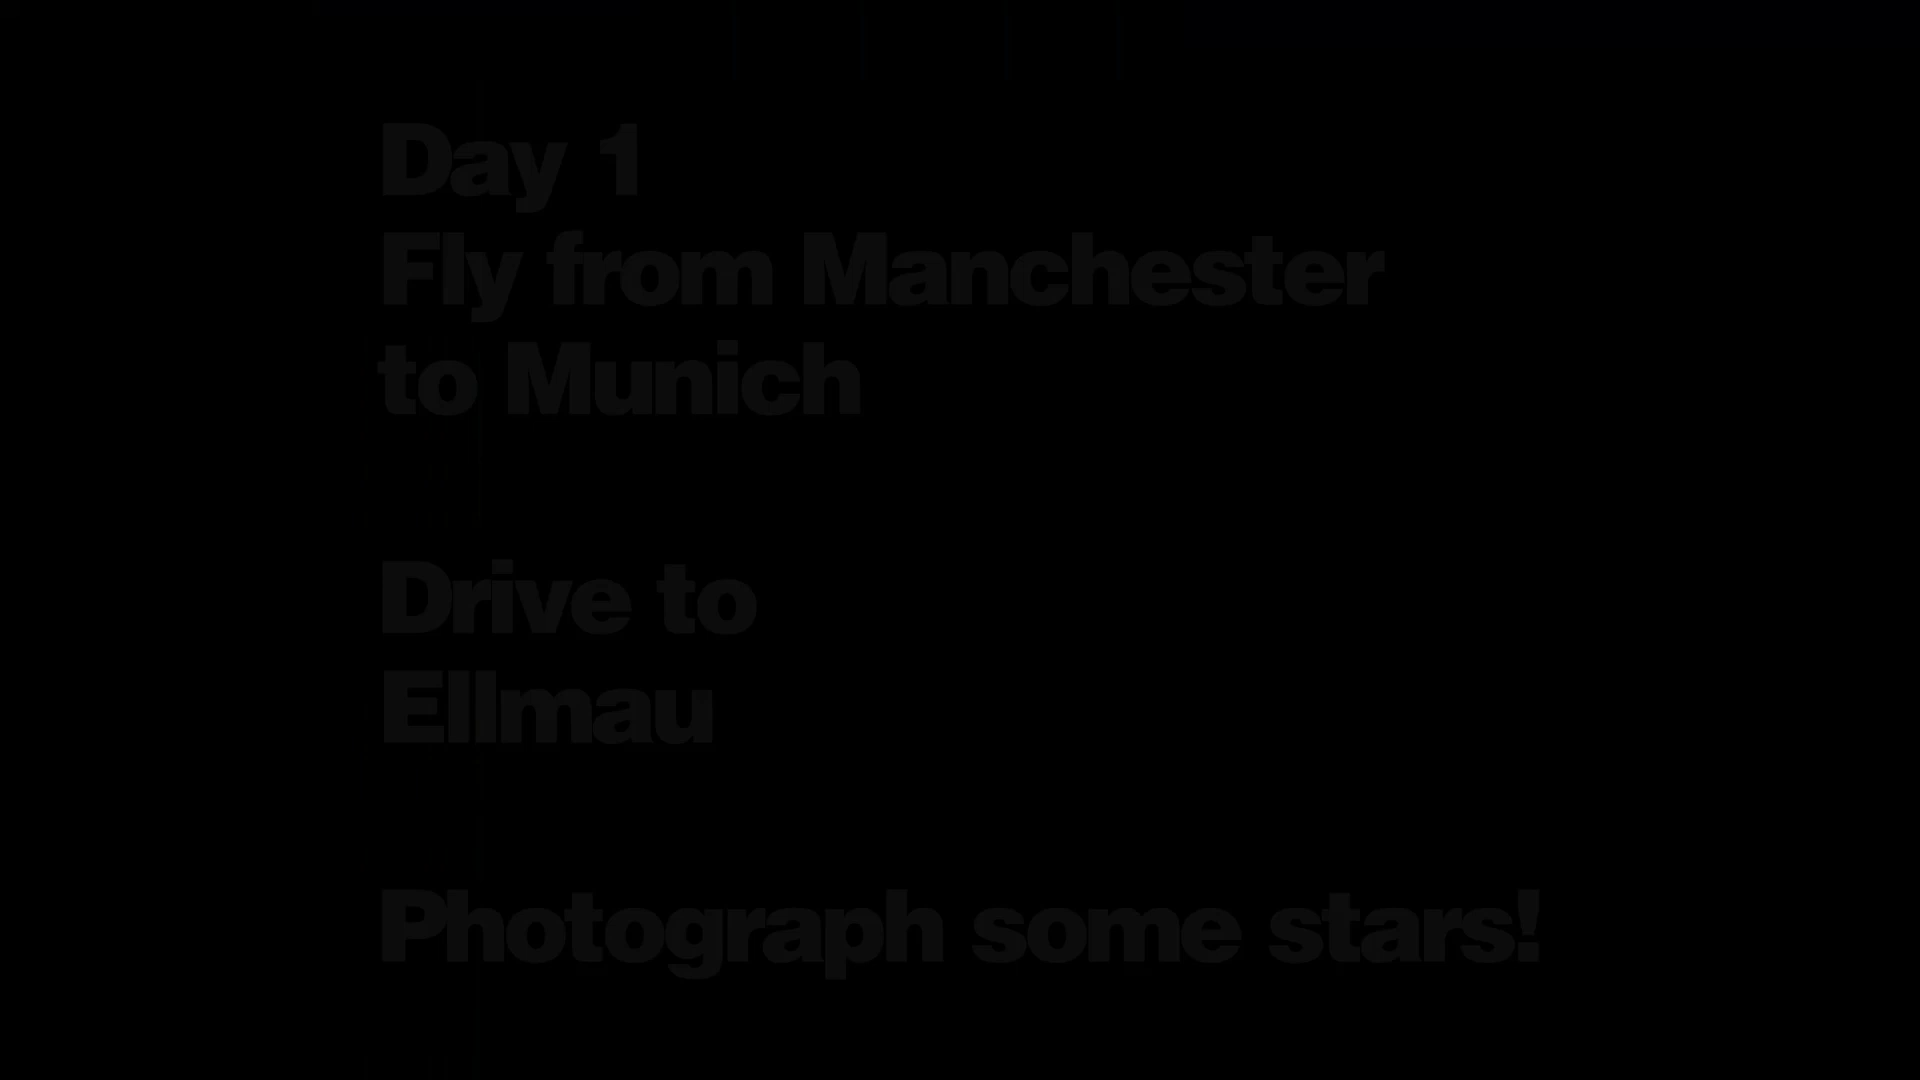 Day 1
Fly from Manchester
to Munich
Drive to
Ellmau
Photograph some stars!